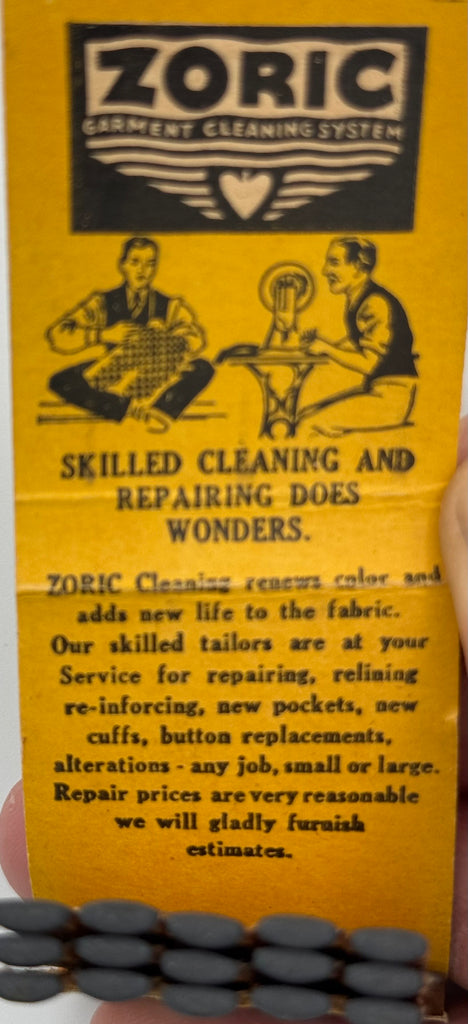 ZORIC
GARMENT CLEANING SYSTEM
SKILLED CLEANING AND
REPAIRING DOES
WONDERS.
ZORIC Cleaning renews color and
adds new life to the fabric.
Our skilled tailors are at your
Service for repairing, relining
re-inforcing, new pockets, new
cuffs, button replacements,
alterations - any job, small or large.
Repair prices are very reasonable
we will gladly furnish
estimates.